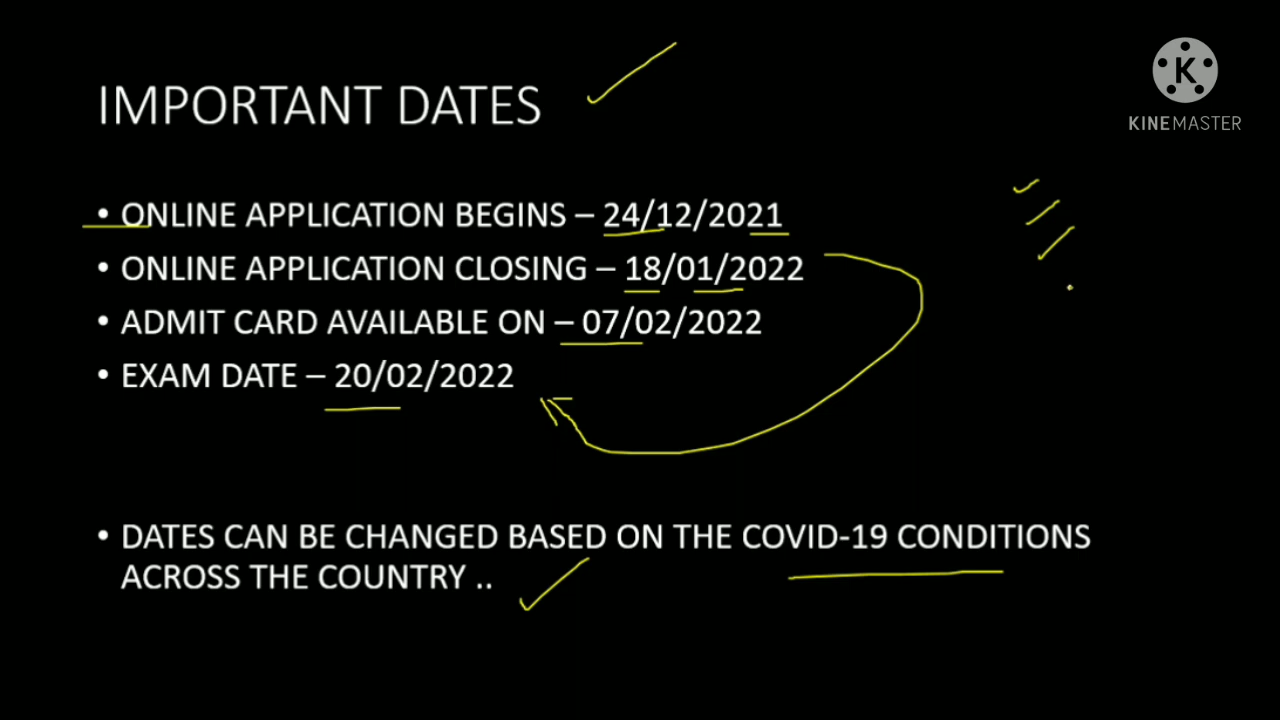 IMPORTANT DATES
K
KINEMASTER
• ONLINE APPLICATION BEGINS – 24/12/2021
• ONLINE APPLICATION CLOSING – 18/01/2022
• ADMIT CARD AVAILABLE ON – 07/02/2022
• EXAM DATE – 20/02/2022
• DATES CAN BE CHANGED BASED ON THE COVID-19 CONDITIONS
ACROSS THE COUNTRY ..